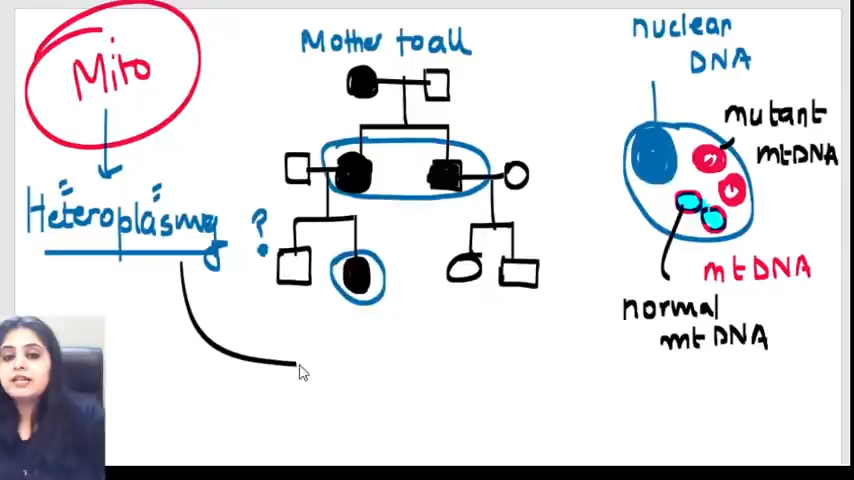 Mito
Heteroplasmy ?
Mother to all
nuclear
DNA
mutant
mtDNA
mtDNA
normal
mtDNA